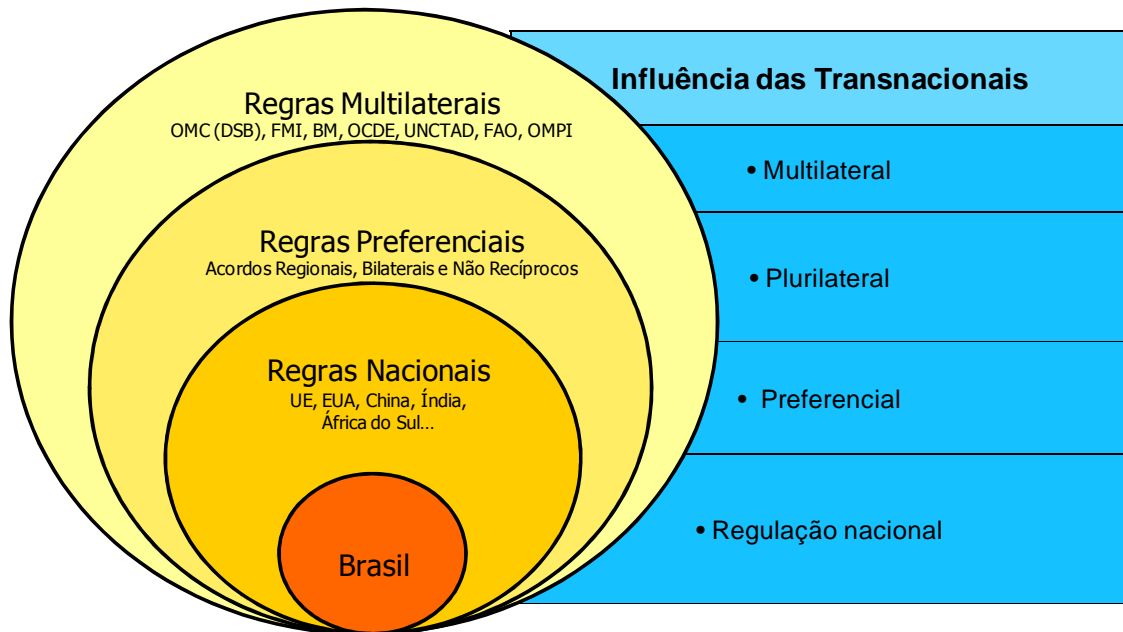 Regras Multilaterais
OMC (DSB), FMI, BM, OCDE, UNCTAD, FAO, OMPI
Regras Preferenciais
Acordos Regionais, Bilaterais e Não Recíprocos
Regras Nacionais
UE, EUA, China, Índia,
África do Sul...
Brasil
Influência das Transnacionais
• Multilateral
• Plurilateral
• Preferencial
• Regulação nacional